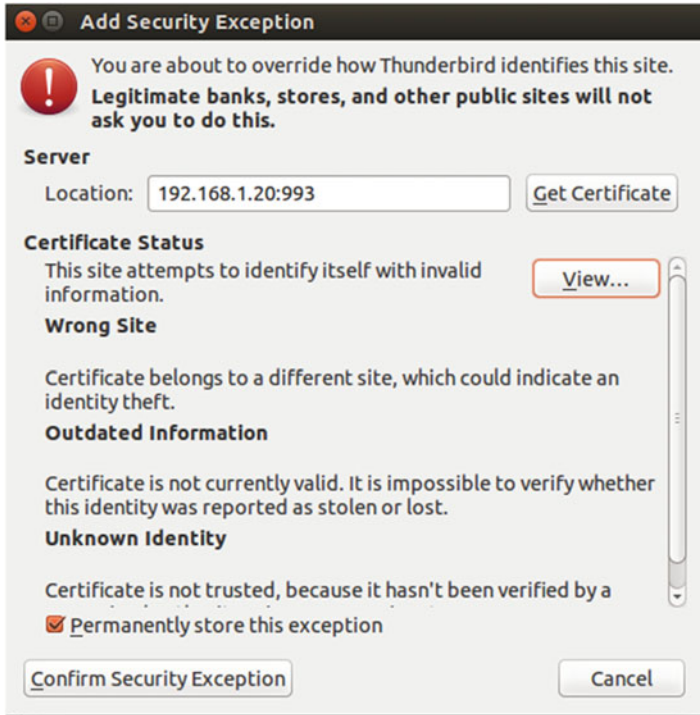 Add Security Exception
You are about to override how Thunderbird identifies this site.
Legitimate banks, stores, and other public sites will not
ask you to do this.
Server
Location: 192.168.1.20:993 Get Certificate
Certificate Status
This site attempts to identify itself with invalid
information.
View...
Wrong Site
Certificate belongs to a different site, which could indicate an
identity theft.
Outdated Information
Certificate is not currently valid. It is impossible to verify whether
this identity was reported as stolen or lost.
Unknown Identity
Certificate is not trusted, because it hasn't been verified by a
Permanently store this exception
Confirm Security Exception Cancel